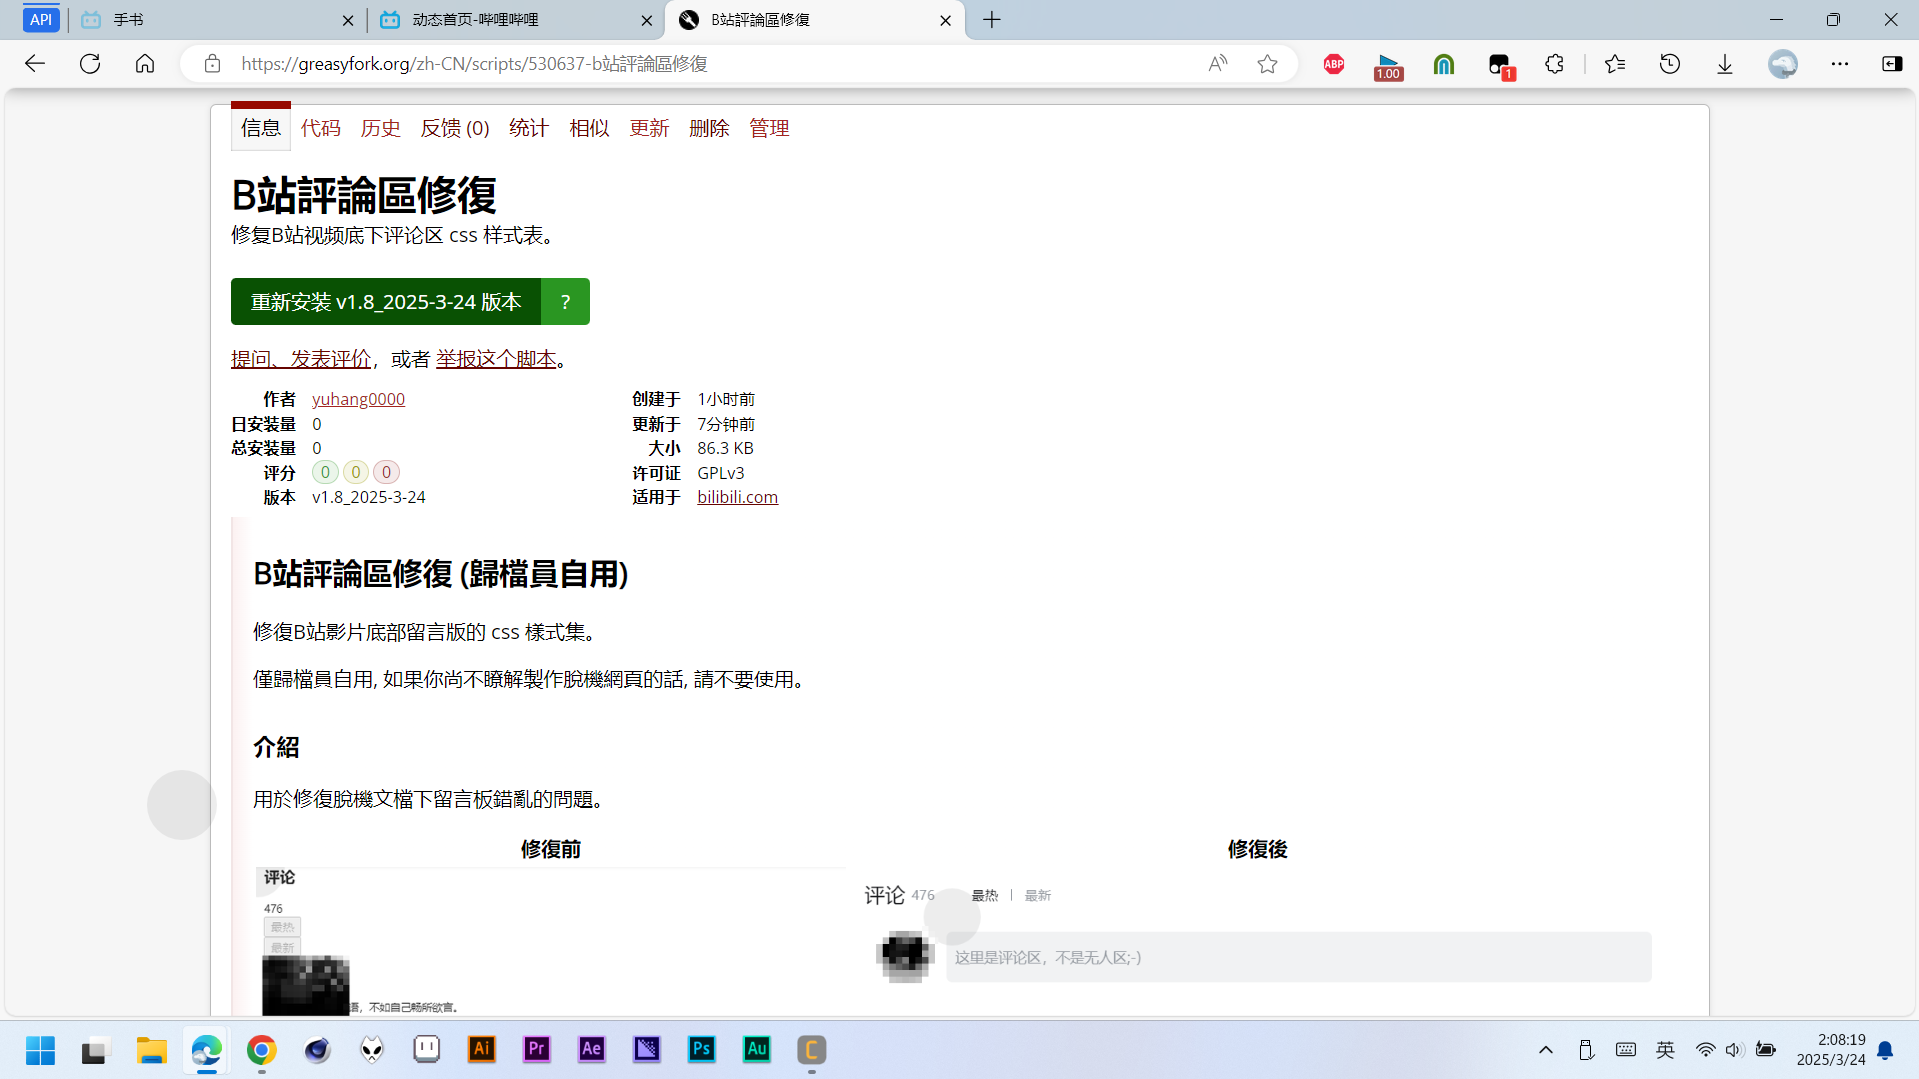 API
手书
动态首页-哔哩哔哩
B站評論區修復
https://greasyfork.org/zh-CN/scripts/530637-b站評論區修復
ABP
1.00
1
信息 代码 历史 反馈 (0) 统计 相似 更新 删除 管理
B站評論區修復
修复B站视频底下评论区 css 样式表。
重新安装 v1.8_2025-3-24 版本 ?
提问、发表评价，或者 举报这个脚本。
作者 yuhang0000
日安装量 0
总安装量 0
评分 0 0 0
版本 v1.8_2025-3-24
创建于 1小时前
更新于 7分钟前
大小 86.3 KB
许可证 GPLv3
适用于 bilibili.com
B站評論區修復 (歸檔員自用)
修復B站影片底部留言版的 css 樣式集。
僅歸檔員自用, 如果你尚不瞭解製作脫機網頁的話, 請不要使用。
介紹
用於修復脫機文檔下留言板錯亂的問題。
修復前
评论
476
最热
最新
不如自己畅所欲言。
修復後
评论 476 最热 | 最新
这里是评论区，不是无人区;-)
Ai
Pr
Ae
Ps
Au
C
英
2:08:19
2025/3/24